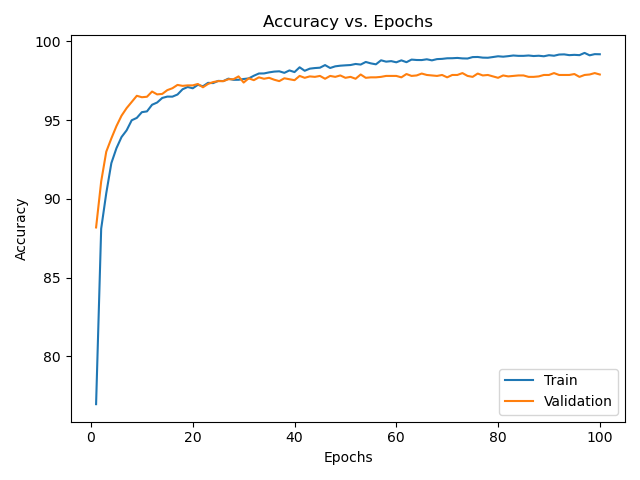 Accuracy vs. Epochs
100
95
90
85
80
Accuracy
0 20 40 60 80 100
Epochs
Train
Validation